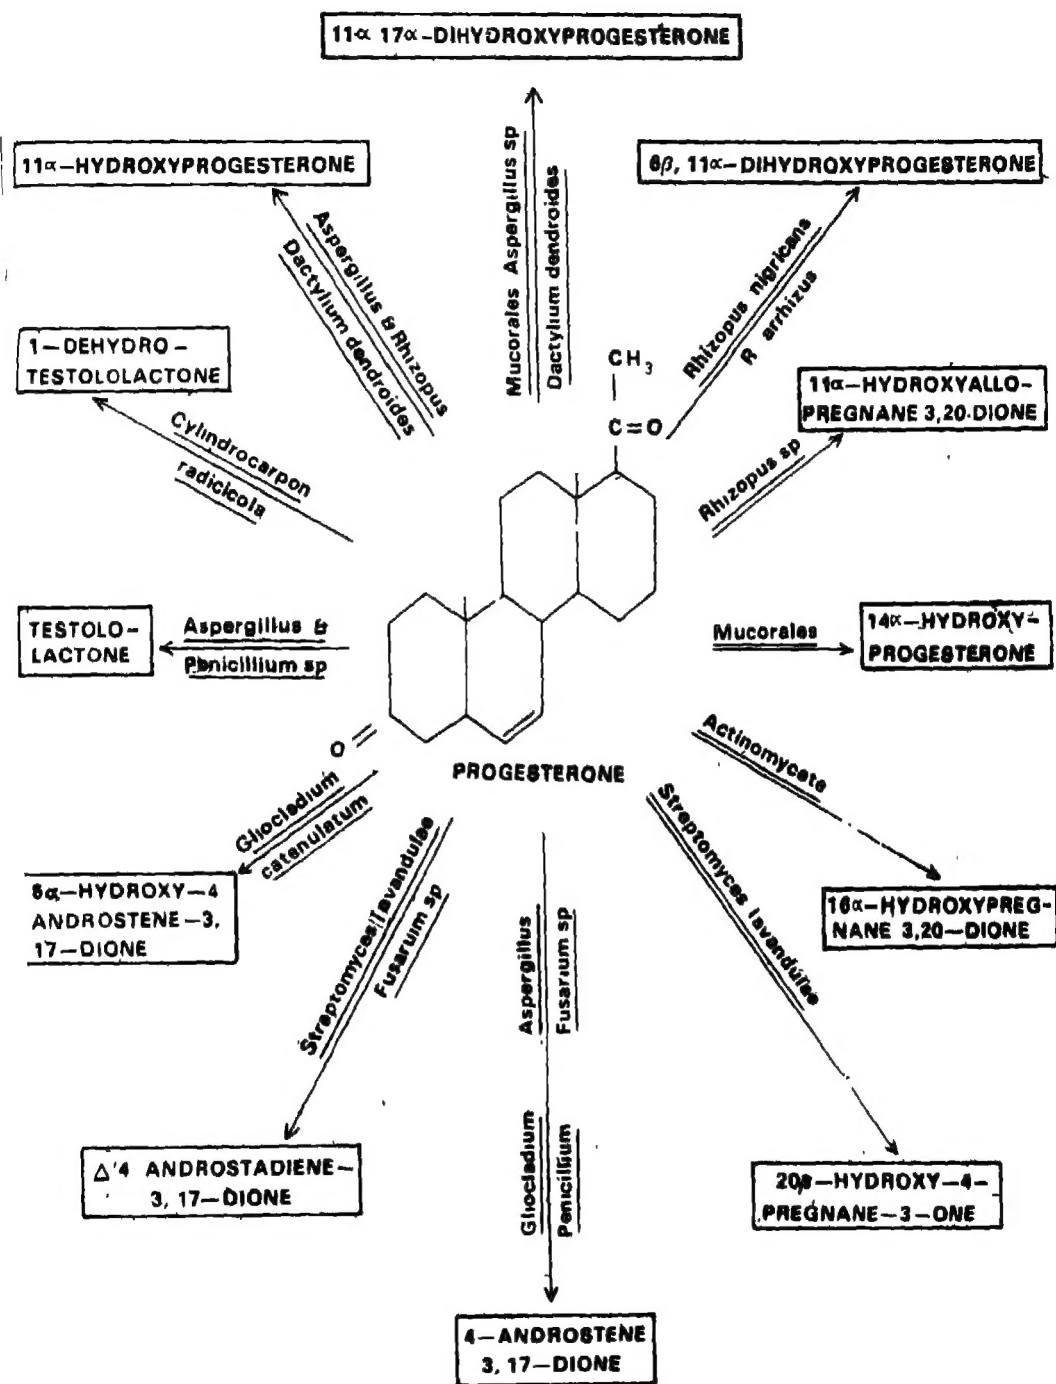 11α 17α-DIHYDROXYPROGESTERONE
11α-HYDROXYPROGESTERONE
6β, 11α-DIHYDROXYPROGESTERONE
Mucorales Aspergillus sp
Dactylium dendroides
Aspergillus & Rhizopus
Dactylium dendroides
Rhizopus nigricans
R arrhizus
1-DEHYDRO-
TESTOLOLACTONE
CH3
C=O
11α-HYDROXYALLO-
PREGNANE 3,20-DIONE
Cylindrocarpon
radicicola
Rhizopus sp
TESTOLO-
LACTONE
Aspergillus &
Penicillium sp
Mucorales
14α-HYDROXY-
PROGESTERONE
O
PROGESTERONE
Actinomycete
Gliocladium
catenulatum
Streptomyces lavandulae
Fusaruim sp
Streptomyces lavandulae
6α-HYDROXY-4
ANDROSTENE-3,
17-DIONE
16α-HYDROXYPREG-
NANE 3,20-DIONE
Aspergillus
Fusarium sp
Gliocladium
Penicillium
Δ'4 ANDROSTADIENE-
3, 17-DIONE
-HYDROXY-4-
PREGNANE-3-ONE
4-ANDROSTENE
3, 17-DIONE